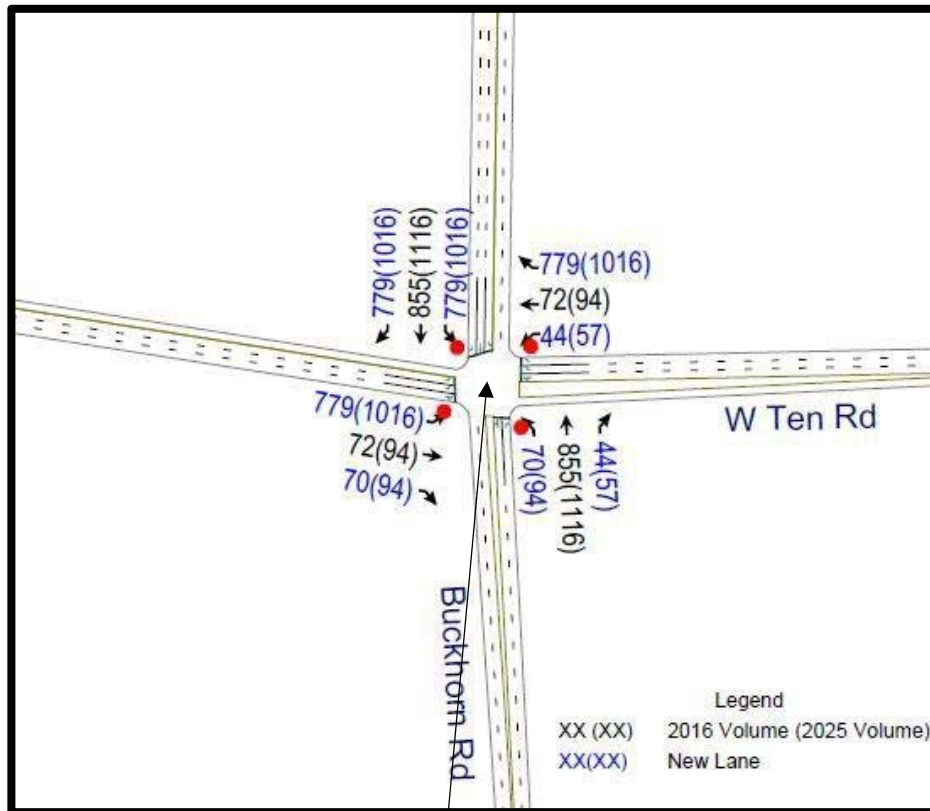 779(1016)
855(1116)
779(1016)
779(1016)
72(94)
44(57)
779(1016)
72(94)
70(94)
70(94)
855(1116)
44(57)
W Ten Rd
Buckhorn Rd
Legend
XX (XX) 2016 Volume (2025 Volume)
XX(XX) New Lane